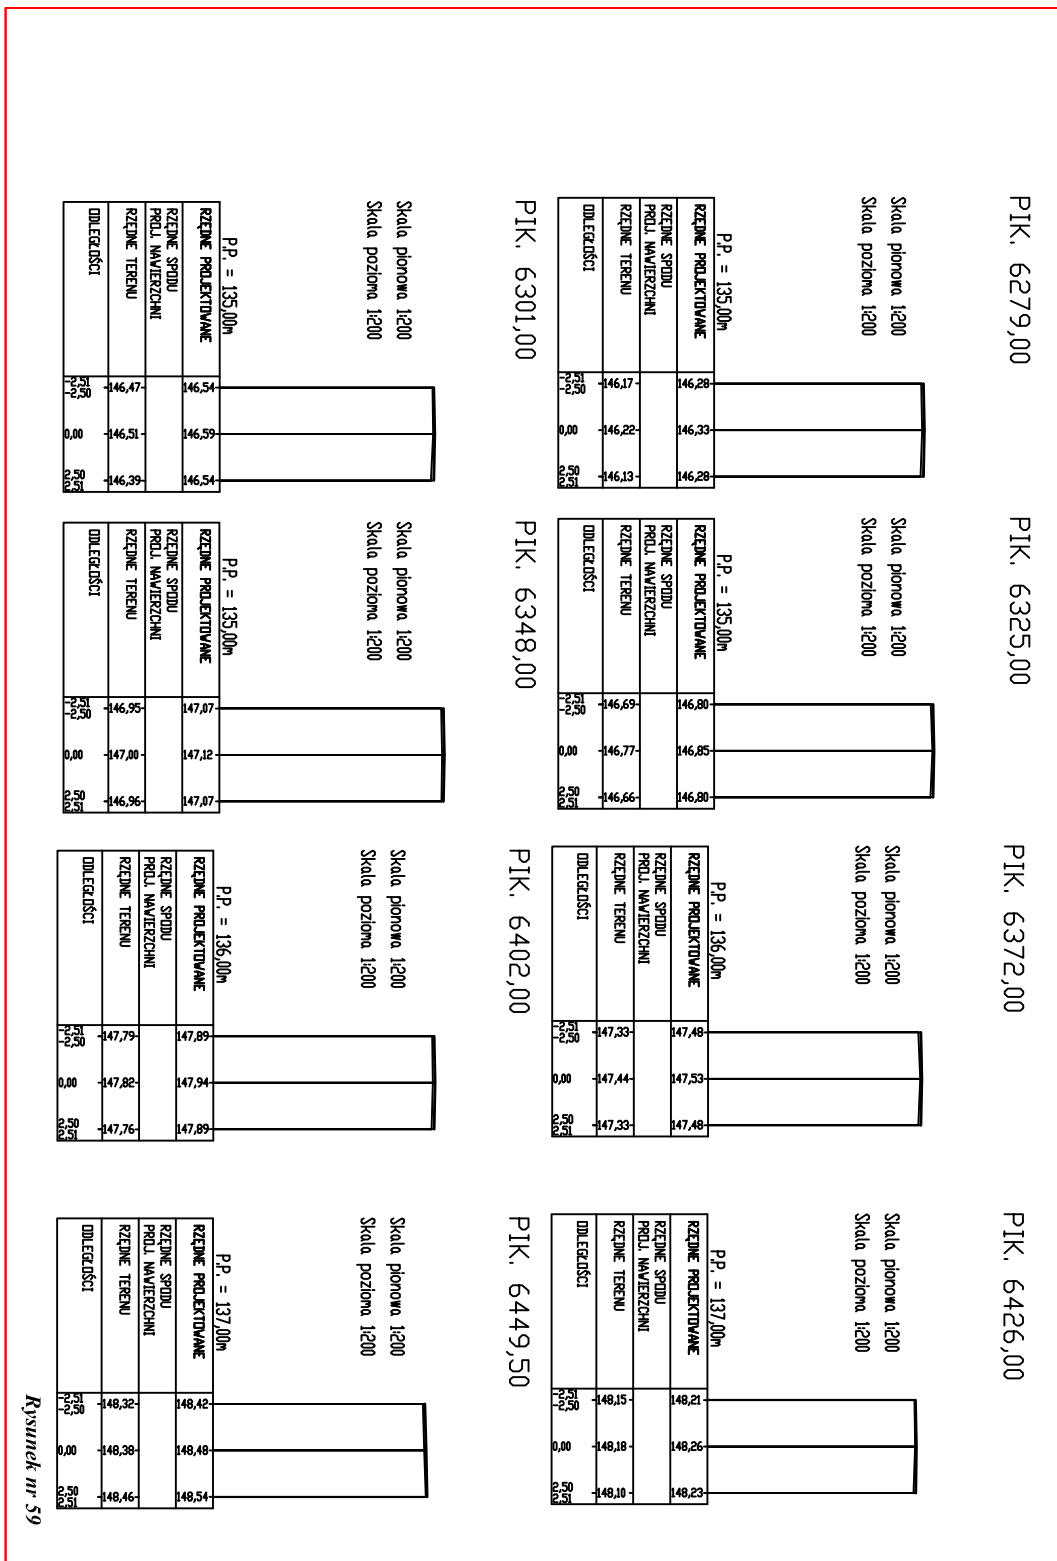 PIK. 6279,00
Skala pionowa 1:200
Skala pozioma 1:200
P.P. = 135,00m
RZĘDNE PROJEKTOWANE 146,28 146,33 146,28
RZĘDNE SPODU
PROJ. NAWIERZCHNI
RZĘDNE TERENU 146,17 146,22 146,13
ODLEGŁOŚCI -2,51 -2,50 0,00 2,50 2,51
PIK. 6325,00
Skala pionowa 1:200
Skala pozioma 1:200
P.P. = 135,00m
RZĘDNE PROJEKTOWANE 146,80 146,85 146,80
RZĘDNE SPODU
PROJ. NAWIERZCHNI
RZĘDNE TERENU 146,69 146,77 146,66
ODLEGŁOŚCI -2,51 -2,50 0,00 2,50 2,51
PIK. 6372,00
Skala pionowa 1:200
Skala pozioma 1:200
P.P. = 136,00m
RZĘDNE PROJEKTOWANE 147,48 147,53 147,48
RZĘDNE SPODU
PROJ. NAWIERZCHNI
RZĘDNE TERENU 147,33 147,44 147,33
ODLEGŁOŚCI -2,51 -2,50 0,00 2,50 2,51
PIK. 6426,00
Skala pionowa 1:200
Skala pozioma 1:200
P.P. = 137,00m
RZĘDNE PROJEKTOWANE 148,21 148,26 148,23
RZĘDNE SPODU
PROJ. NAWIERZCHNI
RZĘDNE TERENU 148,15 148,18 148,10
ODLEGŁOŚCI -2,51 -2,50 0,00 2,50 2,51
PIK. 6301,00
Skala pionowa 1:200
Skala pozioma 1:200
P.P. = 135,00m
RZĘDNE PROJEKTOWANE 146,54 146,59 146,54
RZĘDNE SPODU
PROJ. NAWIERZCHNI
RZĘDNE TERENU 146,47 146,51 146,39
ODLEGŁOŚCI -2,51 -2,50 0,00 2,50 2,51
PIK. 6348,00
Skala pionowa 1:200
Skala pozioma 1:200
P.P. = 135,00m
RZĘDNE PROJEKTOWANE 147,07 147,12 147,07
RZĘDNE SPODU
PROJ. NAWIERZCHNI
RZĘDNE TERENU 146,95 147,00 146,96
ODLEGŁOŚCI -2,51 -2,50 0,00 2,50 2,51
PIK. 6402,00
Skala pionowa 1:200
Skala pozioma 1:200
P.P. = 136,00m
RZĘDNE PROJEKTOWANE 147,89 147,94 147,89
RZĘDNE SPODU
PROJ. NAWIERZCHNI
RZĘDNE TERENU 147,79 147,82 147,76
ODLEGŁOŚCI -2,51 -2,50 0,00 2,50 2,51
PIK. 6449,50
Skala pionowa 1:200
Skala pozioma 1:200
P.P. = 137,00m
RZĘDNE PROJEKTOWANE 148,42 148,48 148,54
RZĘDNE SPODU
PROJ. NAWIERZCHNI
RZĘDNE TERENU 148,32 148,38 148,46
ODLEGŁOŚCI -2,51 -2,50 0,00 2,50 2,51
Rysunek nr 59